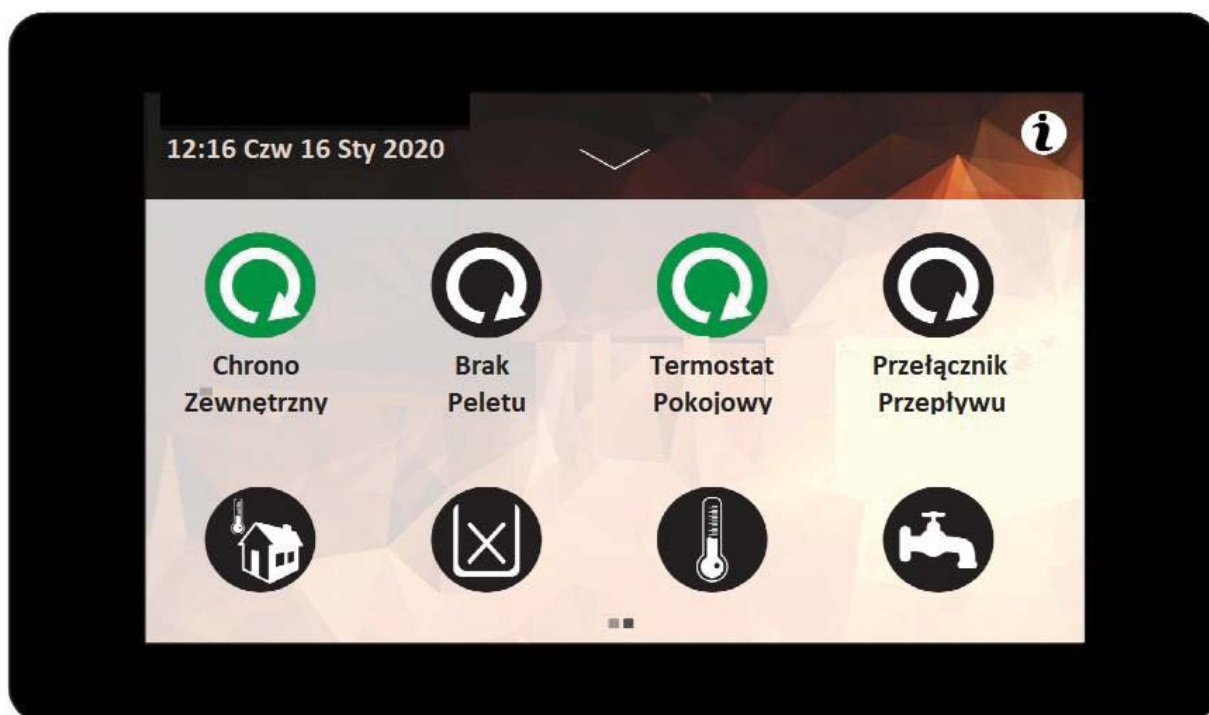 12:16 Czw 16 Sty 2020
i
Chrono
Zewnętrzny
Brak
Peletu
Termostat
Pokojowy
Przełącznik
Przepływu